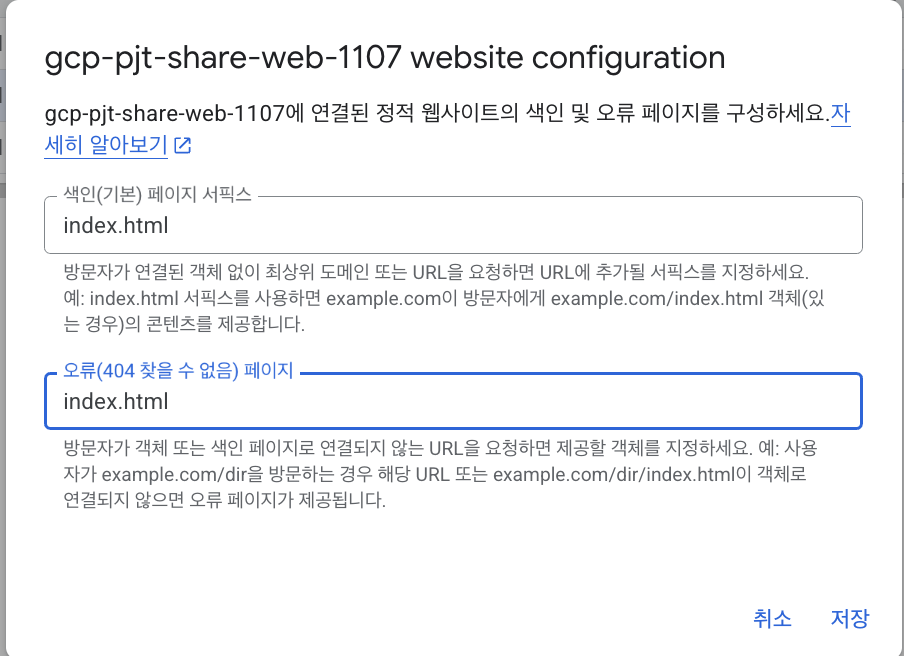 gcp-pjt-share-web-1107 website configuration
gcp-pjt-share-web-1107에 연결된 정적 웹사이트의 색인 및 오류 페이지를 구성하세요.자
세히 알아보기
색인(기본) 페이지 서픽스
index.html
방문자가 연결된 객체 없이 최상위 도메인 또는 URL을 요청하면 URL에 추가될 서픽스를 지정하세요.
예: index.html 서픽스를 사용하면 example.com이 방문자에게 example.com/index.html 객체(있
는 경우)의 콘텐츠를 제공합니다.
오류(404 찾을 수 없음) 페이지
index.html
방문자가 객체 또는 색인 페이지로 연결되지 않는 URL을 요청하면 제공할 객체를 지정하세요. 예: 사용
자가 example.com/dir을 방문하는 경우 해당 URL 또는 example.com/dir/index.html이 객체로
연결되지 않으면 오류 페이지가 제공됩니다.
취소 저장